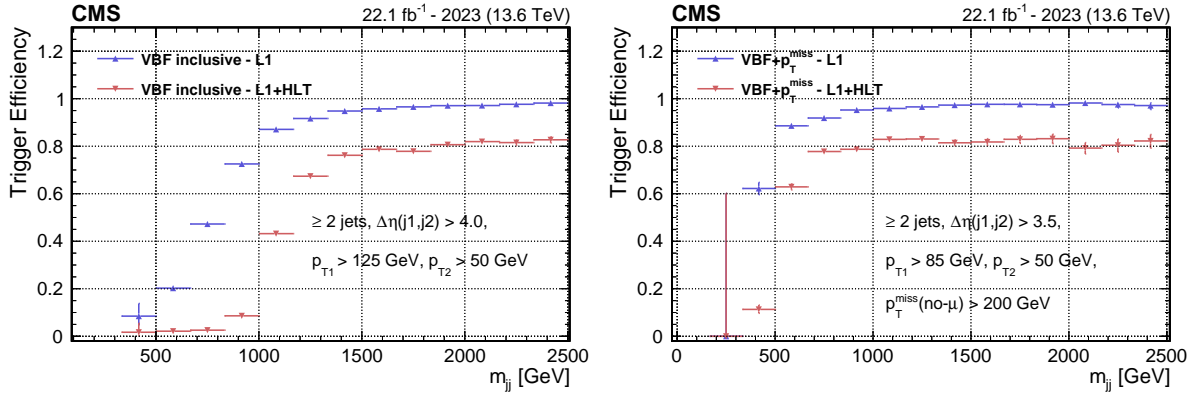 CMS 22.1 fb⁻¹ - 2023 (13.6 TeV)
Trigger Efficiency
1.2
1
0.8
0.6
0.4
0.2
0
VBF inclusive - L1
VBF inclusive - L1+HLT
≥ 2 jets, Δη(j1,j2) > 4.0,
p_T1 > 125 GeV, p_T2 > 50 GeV
500 1000 1500 2000 2500
m_jj [GeV]
CMS 22.1 fb⁻¹ - 2023 (13.6 TeV)
Trigger Efficiency
1.2
1
0.8
0.6
0.4
0.2
0
VBF+p_T^miss - L1
VBF+p_T^miss - L1+HLT
≥ 2 jets, Δη(j1,j2) > 3.5,
p_T1 > 85 GeV, p_T2 > 50 GeV,
p_T^miss(no-μ) > 200 GeV
0 500 1000 1500 2000 2500
m_jj [GeV]